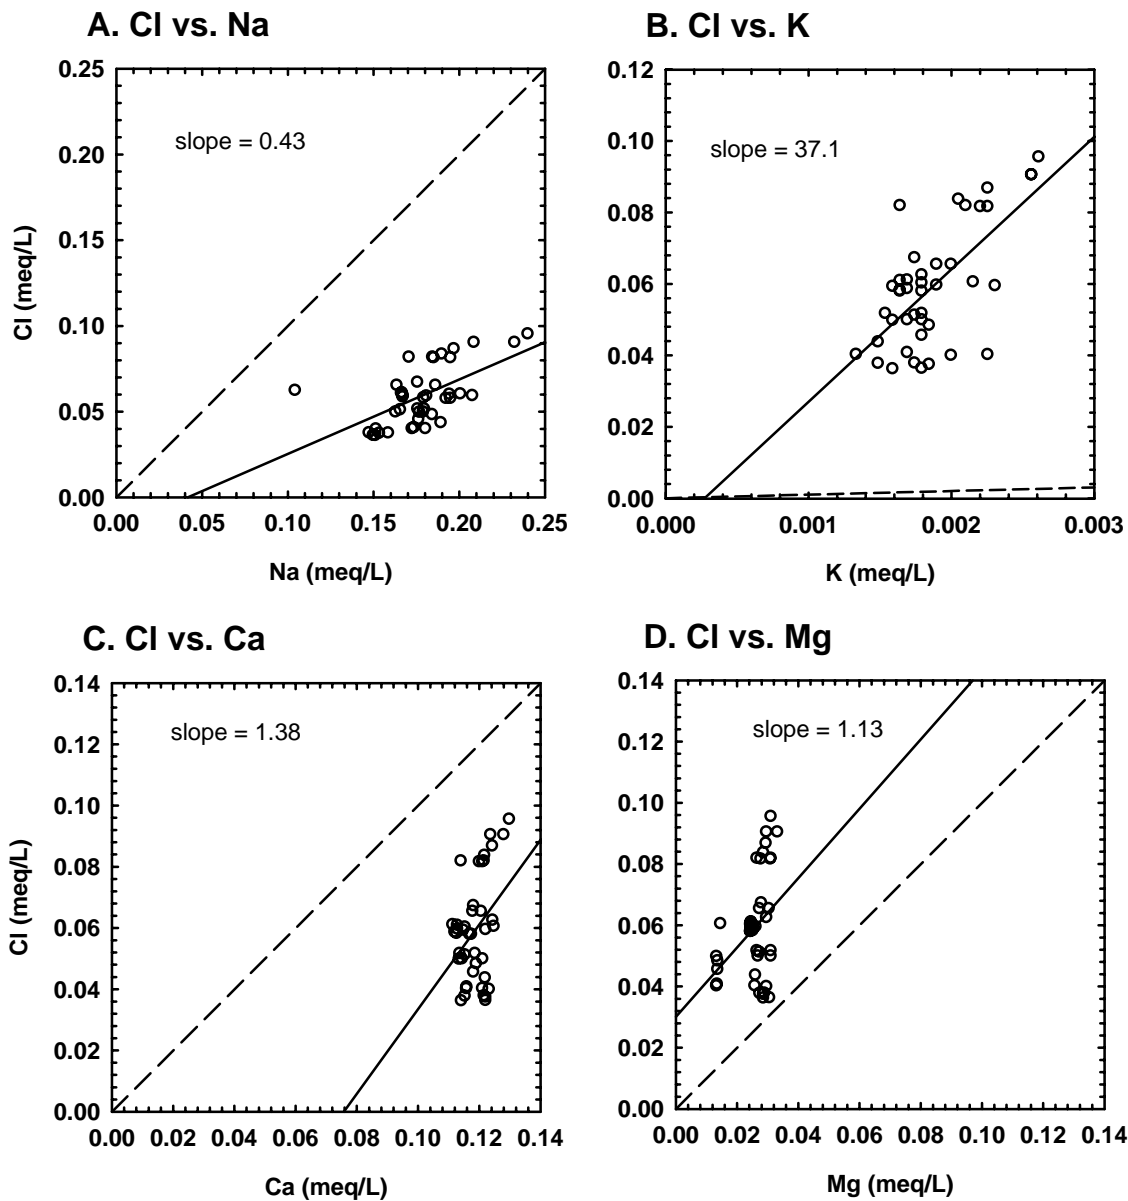 A. Cl vs. Na
B. Cl vs. K
0.25
0.20
0.15
0.10
0.05
0.00
Cl (meq/L)
slope = 0.43
0.00 0.05 0.10 0.15 0.20 0.25
Na (meq/L)
0.12
0.10
0.08
0.06
0.04
0.02
0.00
slope = 37.1
0.000 0.001 0.002 0.003
K (meq/L)
C. Cl vs. Ca
D. Cl vs. Mg
0.14
0.12
0.10
0.08
0.06
0.04
0.02
0.00
Cl (meq/L)
slope = 1.38
0.00 0.02 0.04 0.06 0.08 0.10 0.12 0.14
Ca (meq/L)
0.14
0.12
0.10
0.08
0.06
0.04
0.02
0.00
slope = 1.13
0.00 0.02 0.04 0.06 0.08 0.10 0.12 0.14
Mg (meq/L)